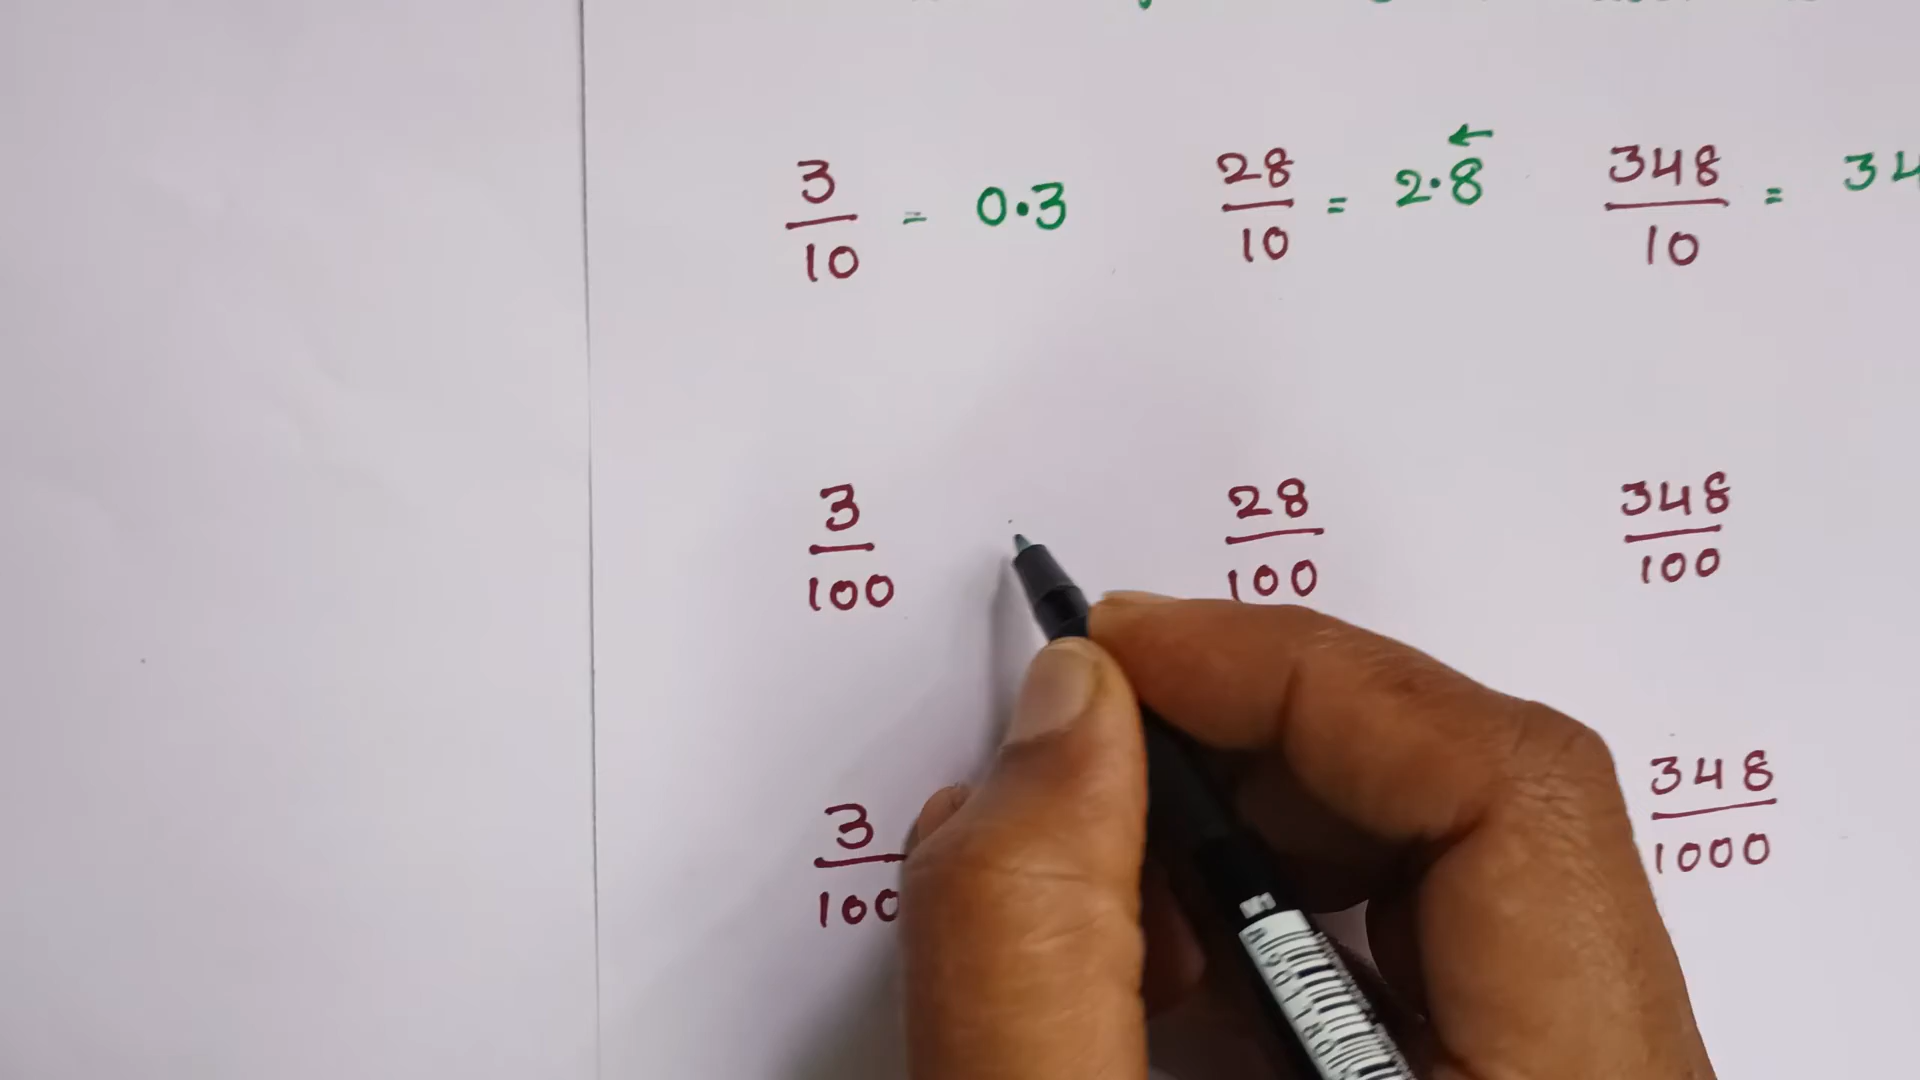 3/10 = 0.3   28/10 = 2.8   348/10 = 34
3/100   28/100   348/100
3/100   348/1000